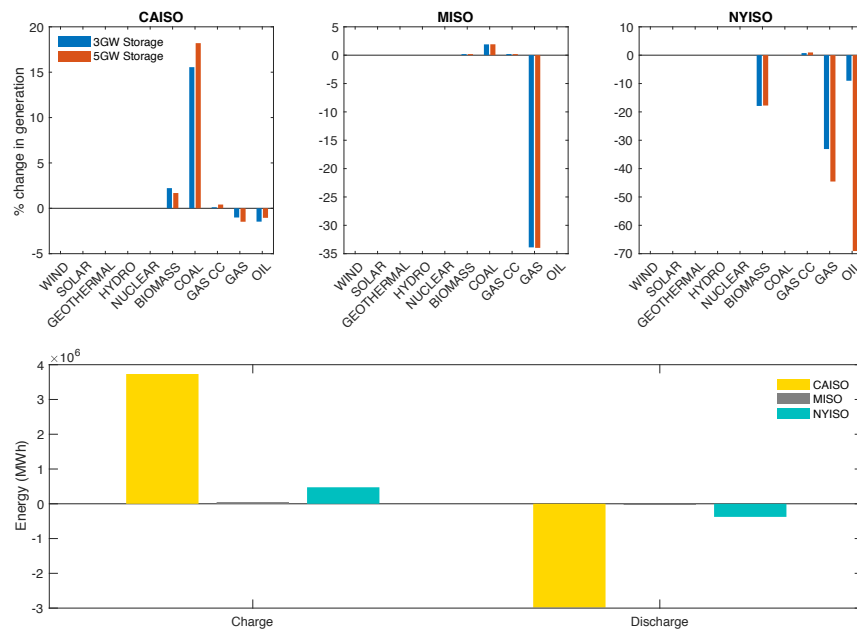 CAISO
MISO
NYISO
% change in generation
20
15
10
5
0
-5
3GW Storage
5GW Storage
WIND
SOLAR
GEOTHERMAL
HYDRO
NUCLEAR
BIOMASS
COAL
GAS CC
GAS
OIL
5
0
-5
-10
-15
-20
-25
-30
-35
WIND
SOLAR
GEOTHERMAL
HYDRO
NUCLEAR
BIOMASS
COAL
GAS CC
GAS
OIL
10
0
-10
-20
-30
-40
-50
-60
-70
WIND
SOLAR
GEOTHERMAL
HYDRO
NUCLEAR
BIOMASS
COAL
GAS CC
GAS
OIL
×10⁶
Energy (MWh)
4
3
2
1
0
-1
-2
-3
CAISO
MISO
NYISO
Charge
Discharge